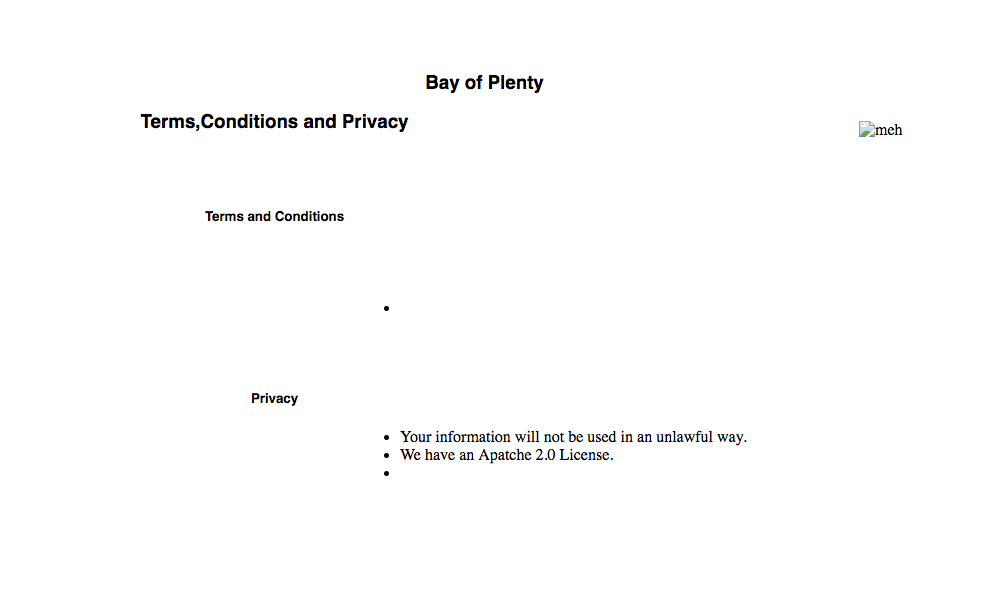 Bay of Plenty
Terms,Conditions and Privacy
meh
Terms and Conditions
Privacy
Your information will not be used in an unlawful way.
We have an Apatche 2.0 License.